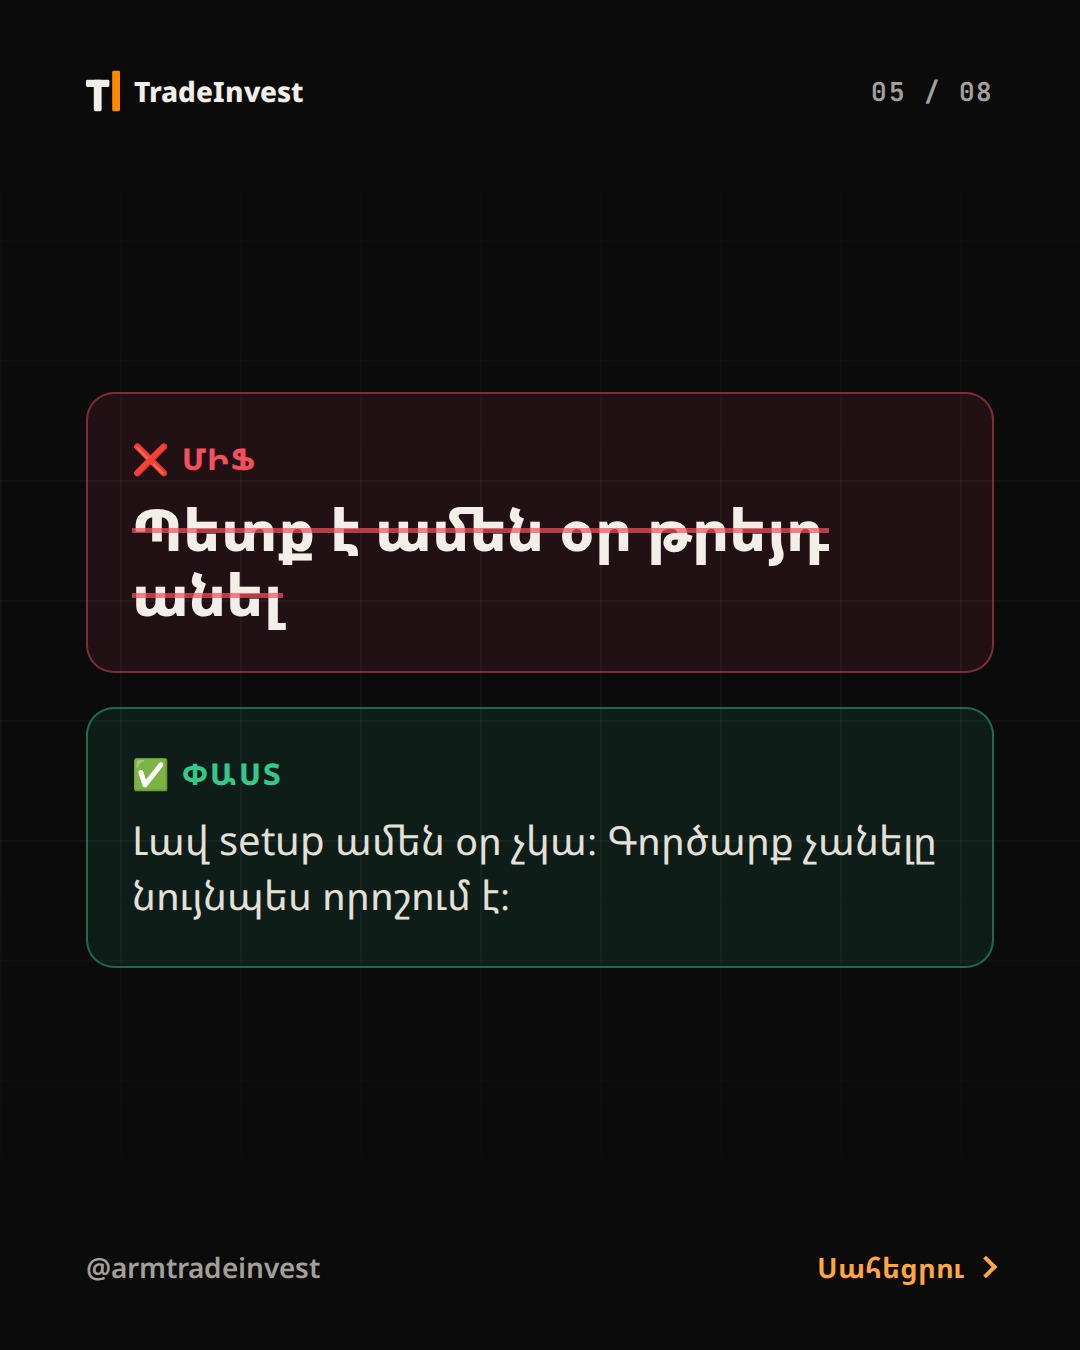 TradeInvest
05 / 08
❌ ՄԻՖ
Պետք է ամեն օր թրեյդ
անել
✅ ՓԱՍՏ
Լավ setup ամեն օր չկա: Գործարք չանելը
նույնպես որոշում է:
@armtradeinvest
Սահեցրու